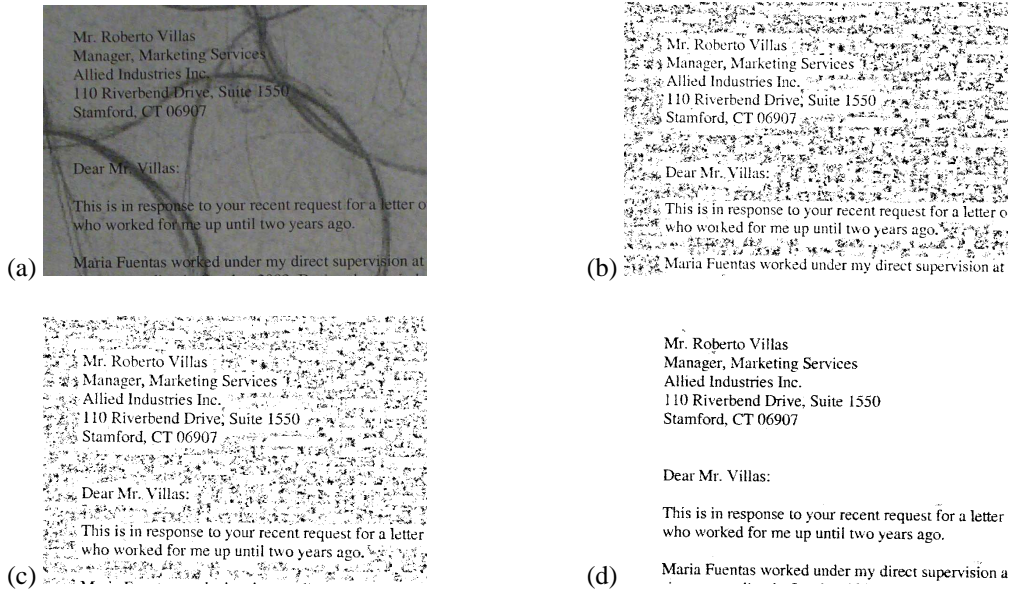 Mr. Roberto Villas
Manager, Marketing Services
Allied Industries Inc.
110 Riverbend Drive, Suite 1550
Stamford, CT 06907
Dear Mr. Villas:
This is in response to your recent request for a letter o
who worked for me up until two years ago.
Maria Fuentas worked under my direct supervision at
(a)
Mr. Roberto Villas
Manager, Marketing Services
Allied Industries Inc.
110 Riverbend Drive, Suite 1550
Stamford, CT 06907
Dear Mr. Villas:
This is in response to your recent request for a letter o
who worked for me up until two years ago.
Maria Fuentas worked under my direct supervision at
(b)
Mr. Roberto Villas
Manager, Marketing Services
Allied Industries Inc.
110 Riverbend Drive, Suite 1550
Stamford, CT 06907
Dear Mr. Villas:
This is in response to your recent request for a letter
who worked for me up until two years ago.
(c)
Mr. Roberto Villas
Manager, Marketing Services
Allied Industries Inc.
110 Riverbend Drive, Suite 1550
Stamford, CT 06907
Dear Mr. Villas:
This is in response to your recent request for a letter
who worked for me up until two years ago.
Maria Fuentas worked under my direct supervision a
(d)